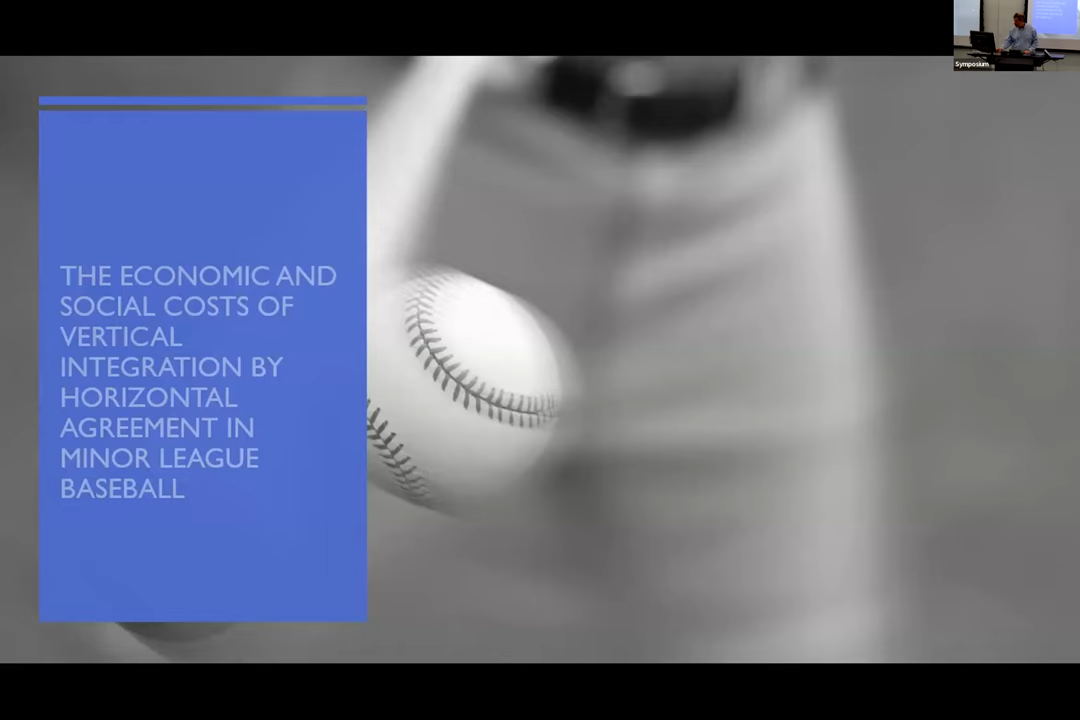 THE ECONOMIC AND
SOCIAL COSTS OF
VERTICAL
INTEGRATION BY
HORIZONTAL
AGREEMENT IN
MINOR LEAGUE
BASEBALL
Symposium